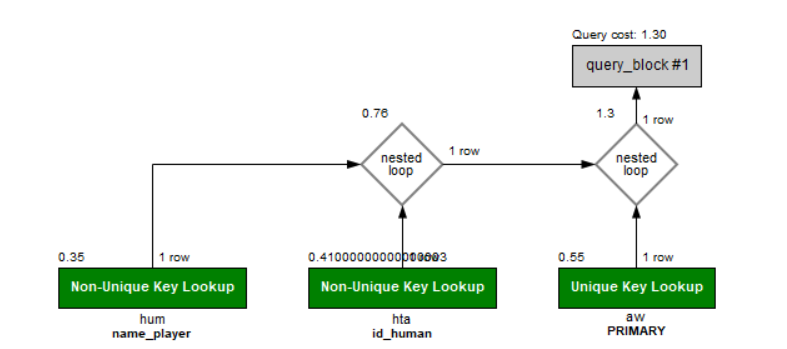 Query cost: 1.30
query_block #1
0.76
1.3
1 row
nested
loop
1 row
nested
loop
0.35
1 row
0.55
1 row
Non-Unique Key Lookup
Non-Unique Key Lookup
Unique Key Lookup
hum
name_player
hta
id_human
aw
PRIMARY